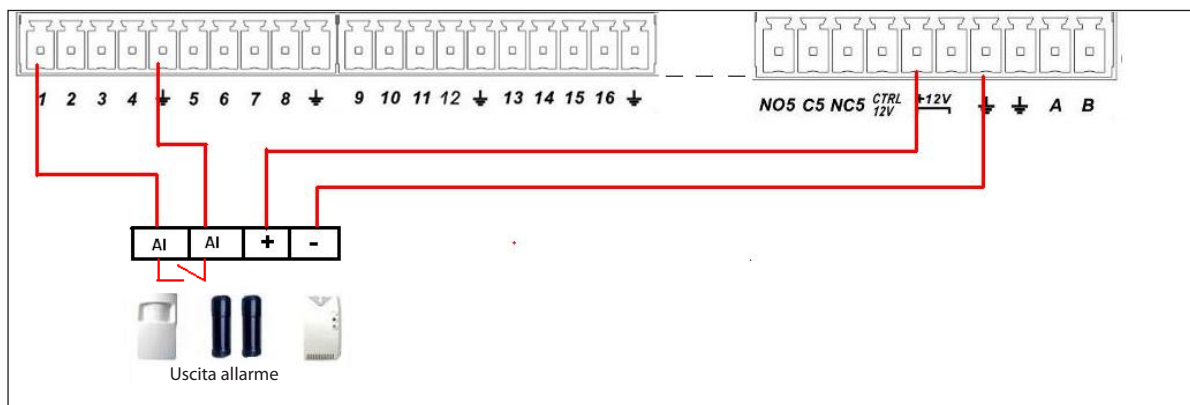 1 2 3 4 ⏚ 5 6 7 8 ⏚ 9 10 11 12 ⏚ 13 14 15 16 ⏚ NO5 C5 NC5 CTRL 12V +12V ⏚ ⏚ A B
AI AI + -
Uscita allarme